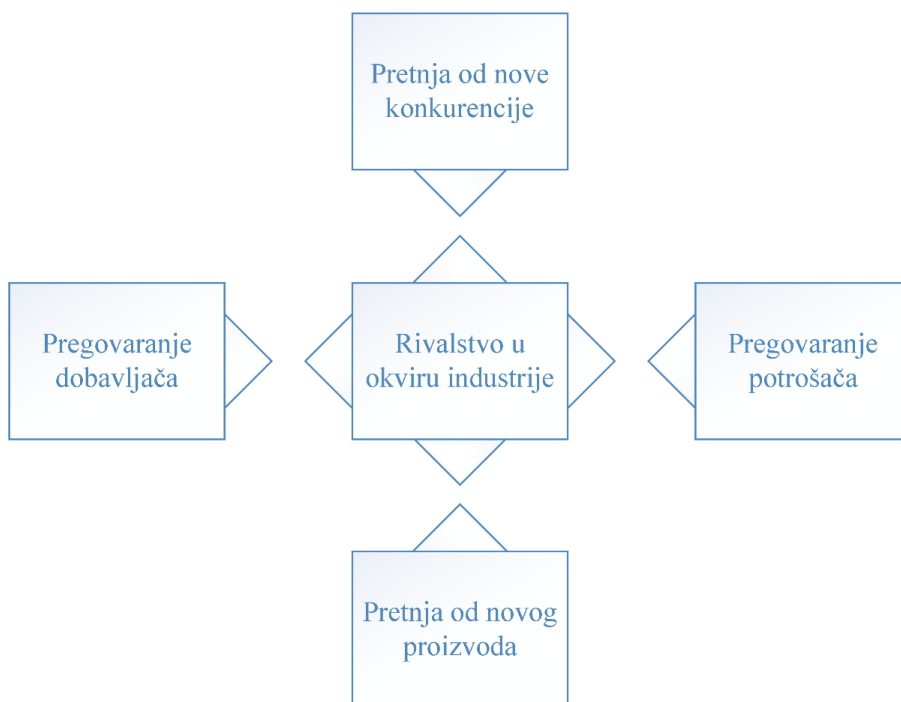 Pretnja od nove
konkurencije
Pregovaranje
dobavljača
Rivalstvo u
okviru industrije
Pregovaranje
potrošača
Pretnja od novog
proizvoda